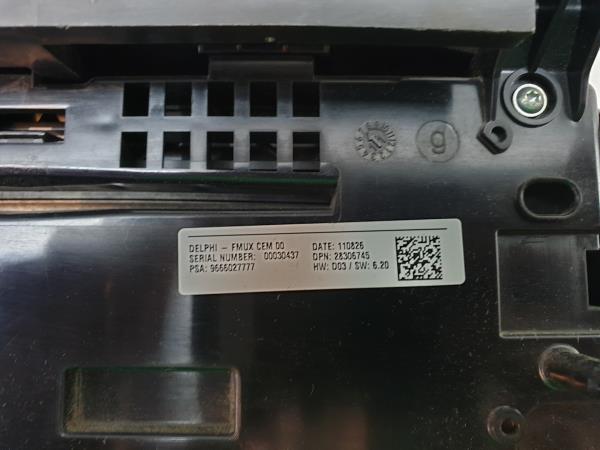 g
DELPHI - FMUX CEM 00 DATE: 110826
SERIAL NUMBER: 00030437 DPN: 28306745
PSA: 9666027777 HW: D03 / SW: 6.20